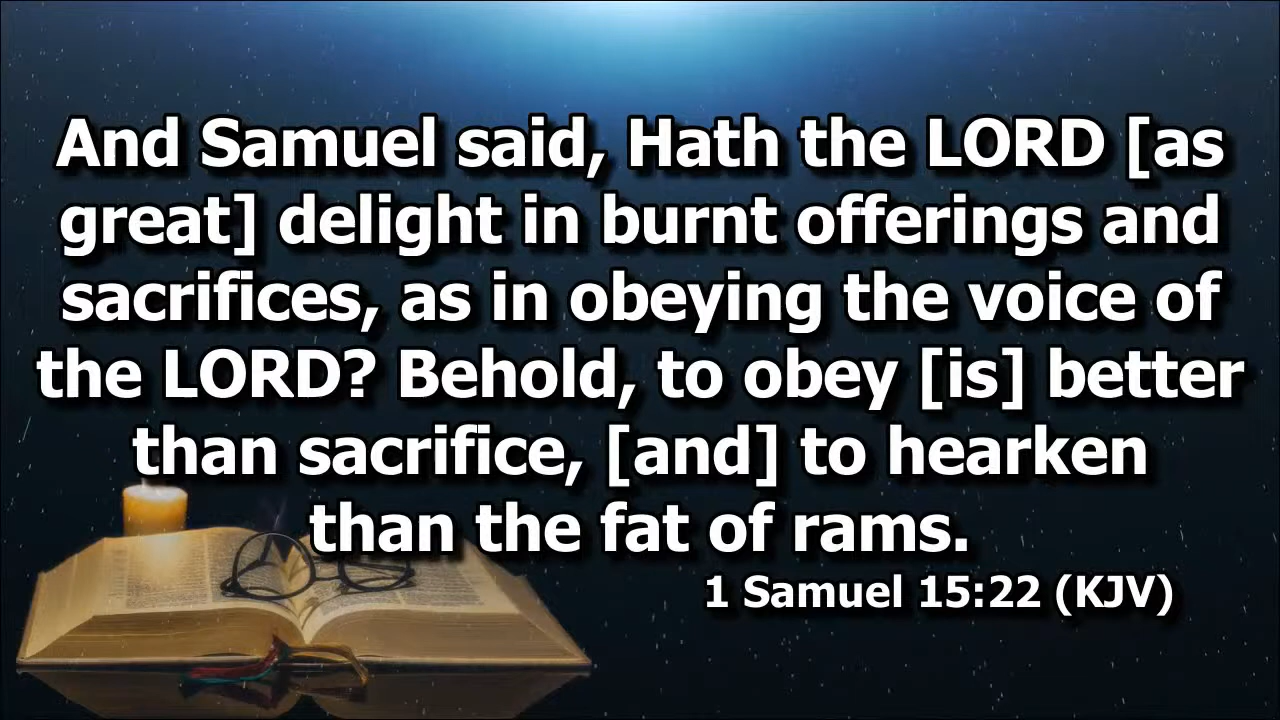 And Samuel said, Hath the LORD [as
great] delight in burnt offerings and
sacrifices, as in obeying the voice of
the LORD? Behold, to obey [is] better
than sacrifice, [and] to hearken
than the fat of rams.
1 Samuel 15:22 (KJV)